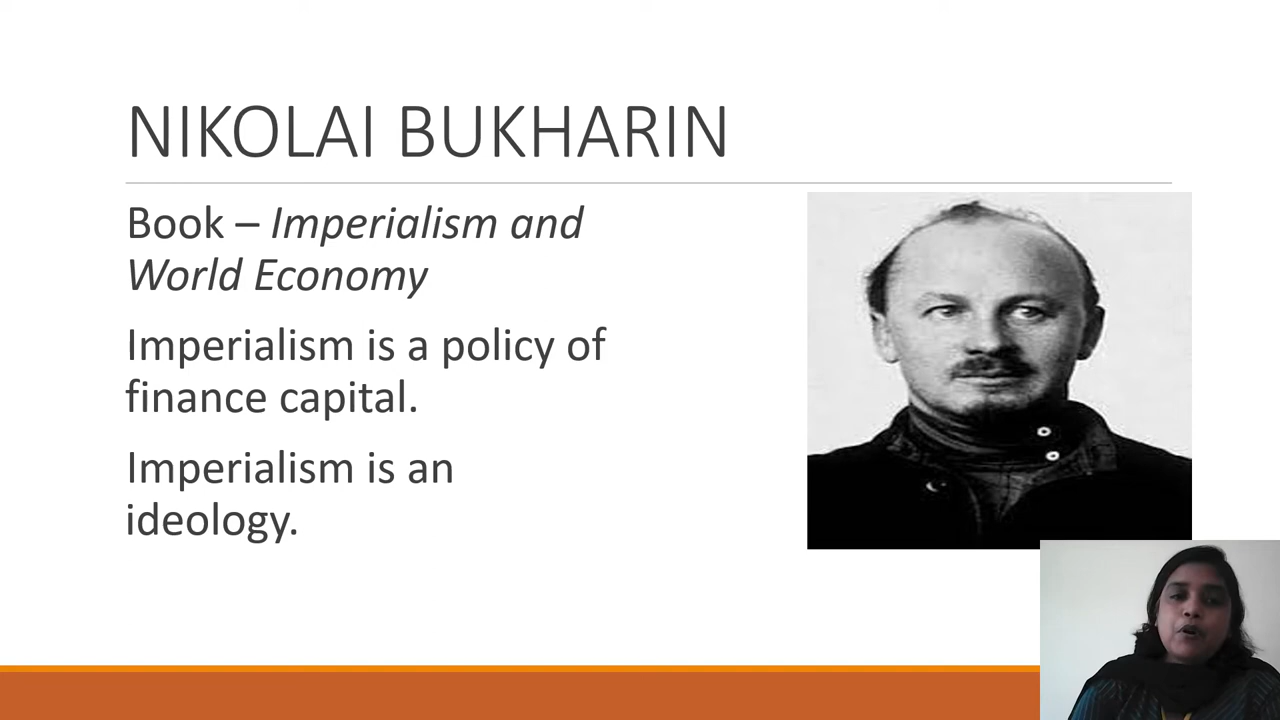 NIKOLAI BUKHARIN
Book – Imperialism and
World Economy
Imperialism is a policy of
finance capital.
Imperialism is an
ideology.